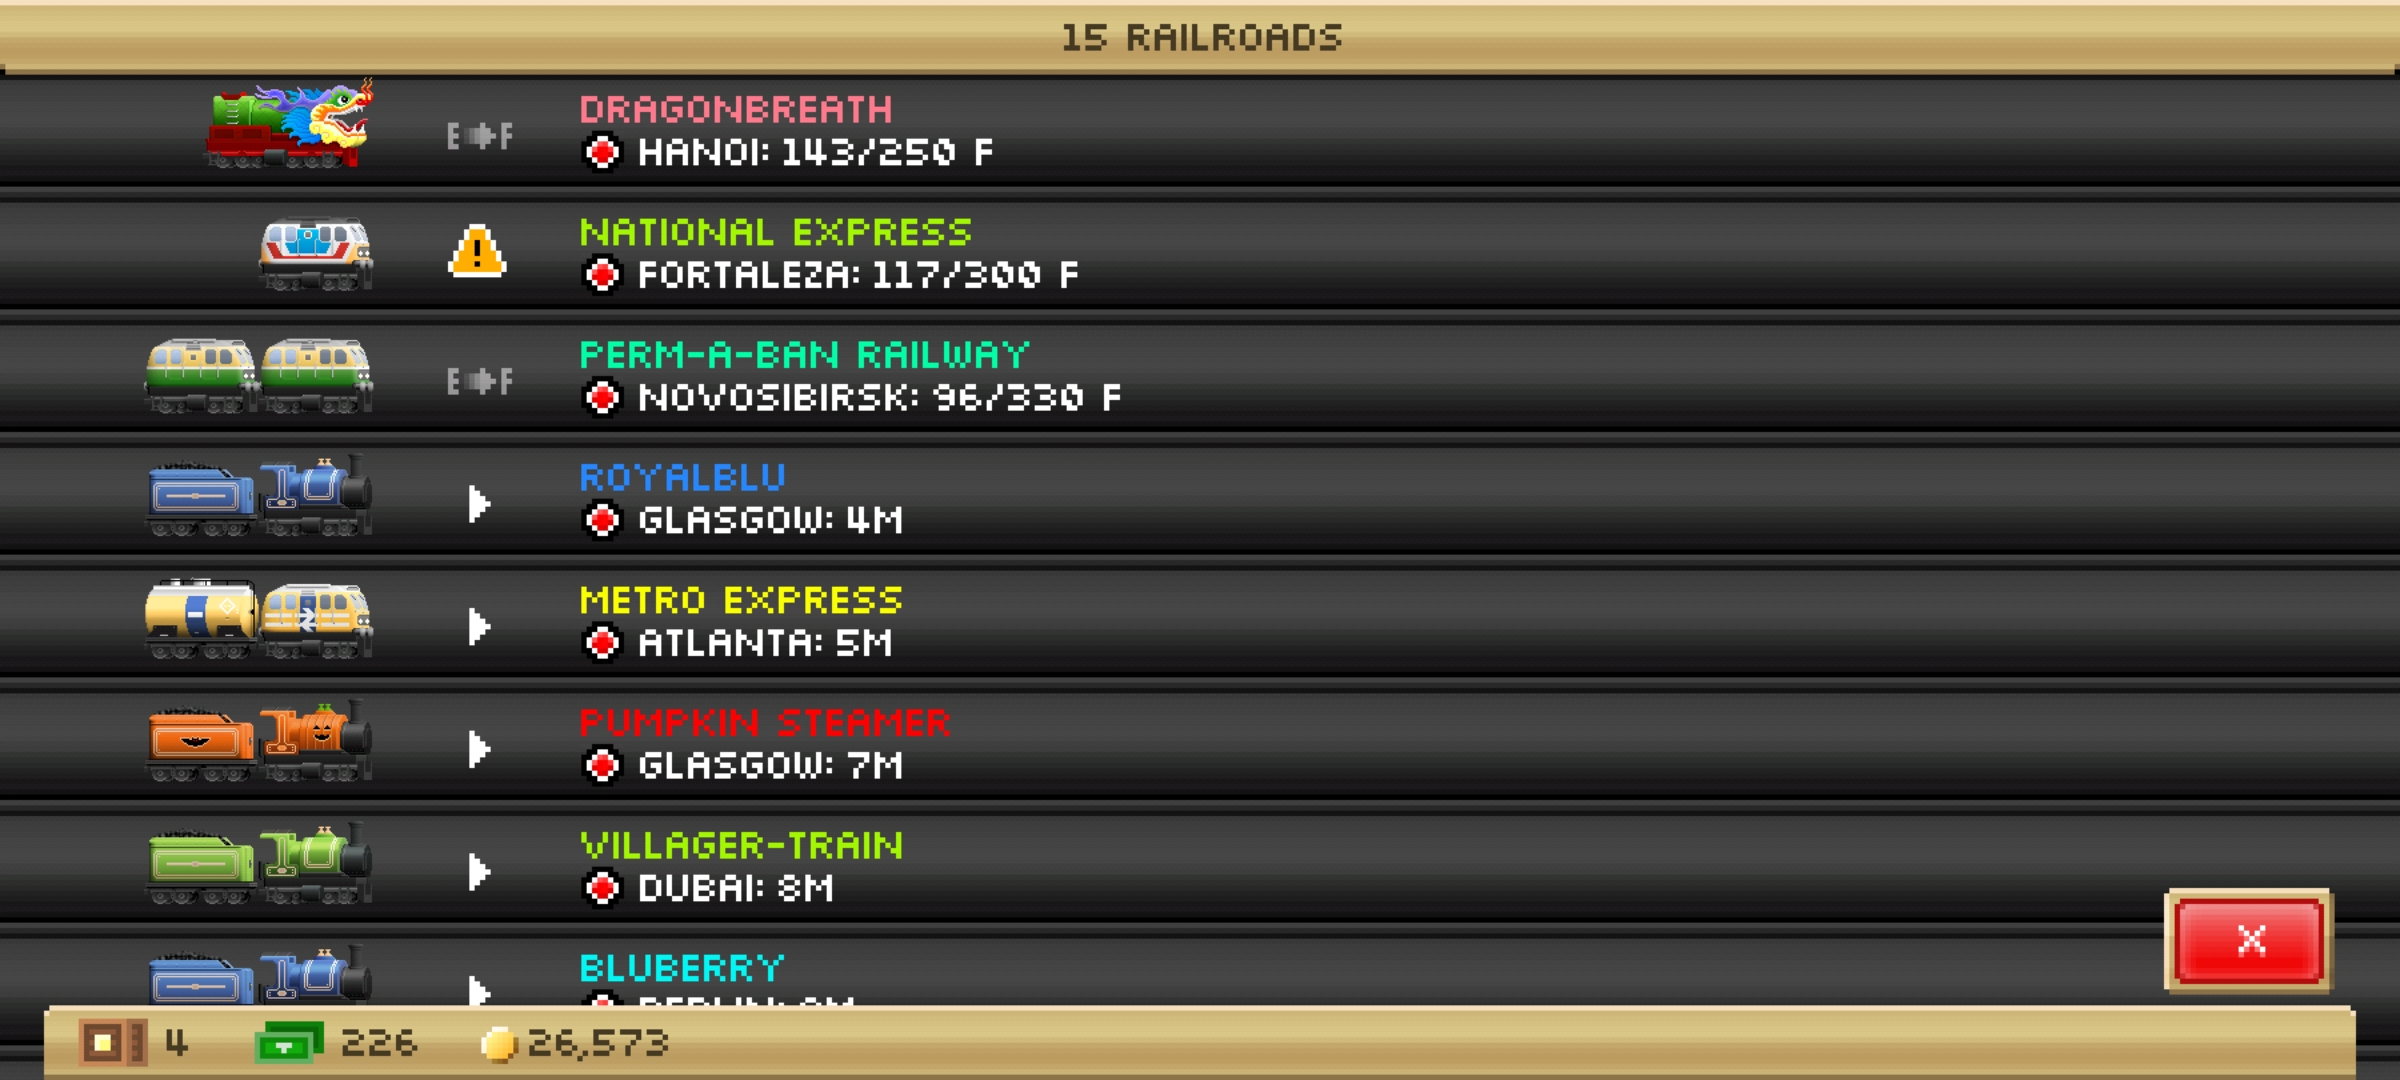 15 RAILROADS
DRAGONBREATH
E F
HANOI: 143/250 F
NATIONAL EXPRESS
!
FORTALEZA: 117/300 F
PERM-A-BAN RAILWAY
E F
NOVOSIBIRSK: 96/330 F
ROYALBLU
GLASGOW: 4M
METRO EXPRESS
ATLANTA: 5M
PUMPKIN STEAMER
GLASGOW: 7M
VILLAGER-TRAIN
DUBAI: 8M
X
BLUBERRY
4 226 26,573